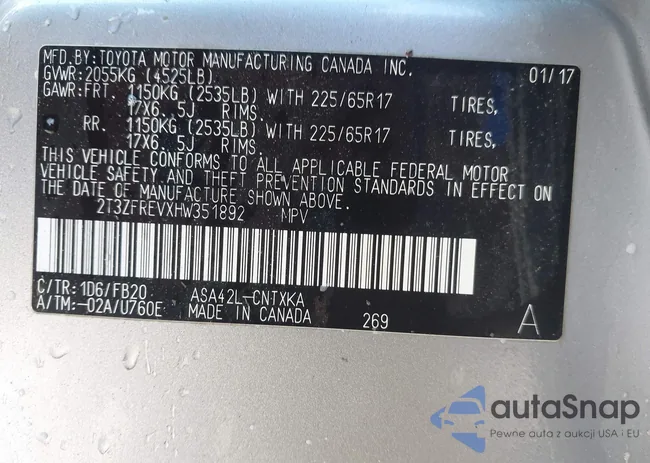 MFD.BY:TOYOTA MOTOR MANUFACTURING CANADA INC.
GVWR:2055KG (4525LB) 01/17
GAWR:FRT 1150KG (2535LB) WITH 225/65R17 TIRES,
17X6.5J RIMS.
RR. 1150KG (2535LB) WITH 225/65R17 TIRES,
17X6.5J RIMS.
THIS VEHICLE CONFORMS TO ALL APPLICABLE FEDERAL MOTOR
VEHICLE SAFETY AND THEFT PREVENTION STANDARDS IN EFFECT ON
THE DATE OF MANUFACTURE SHOWN ABOVE.
2T3ZFREVXHW351892 MPV
C/TR:1D6/FB20 ASA42L-CNTXKA
A/TM:-02A/U760E MADE IN CANADA 269 A
autaSnap
Pewne auta z aukcji USA i EU